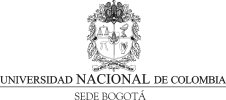 UNIVERSIDAD NACIONAL DE COLOMBIA
SEDE BOGOTÁ